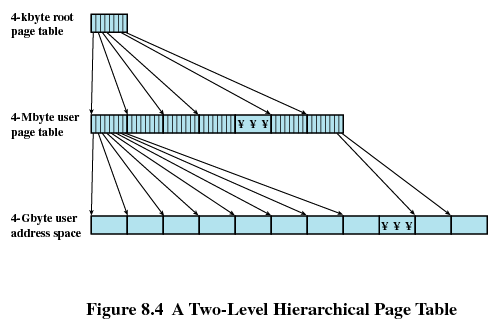 4-kbyte root
page table
4-Mbyte user
page table
¥ ¥ ¥
4-Gbyte user
address space
¥ ¥ ¥
Figure 8.4 A Two-Level Hierarchical Page Table